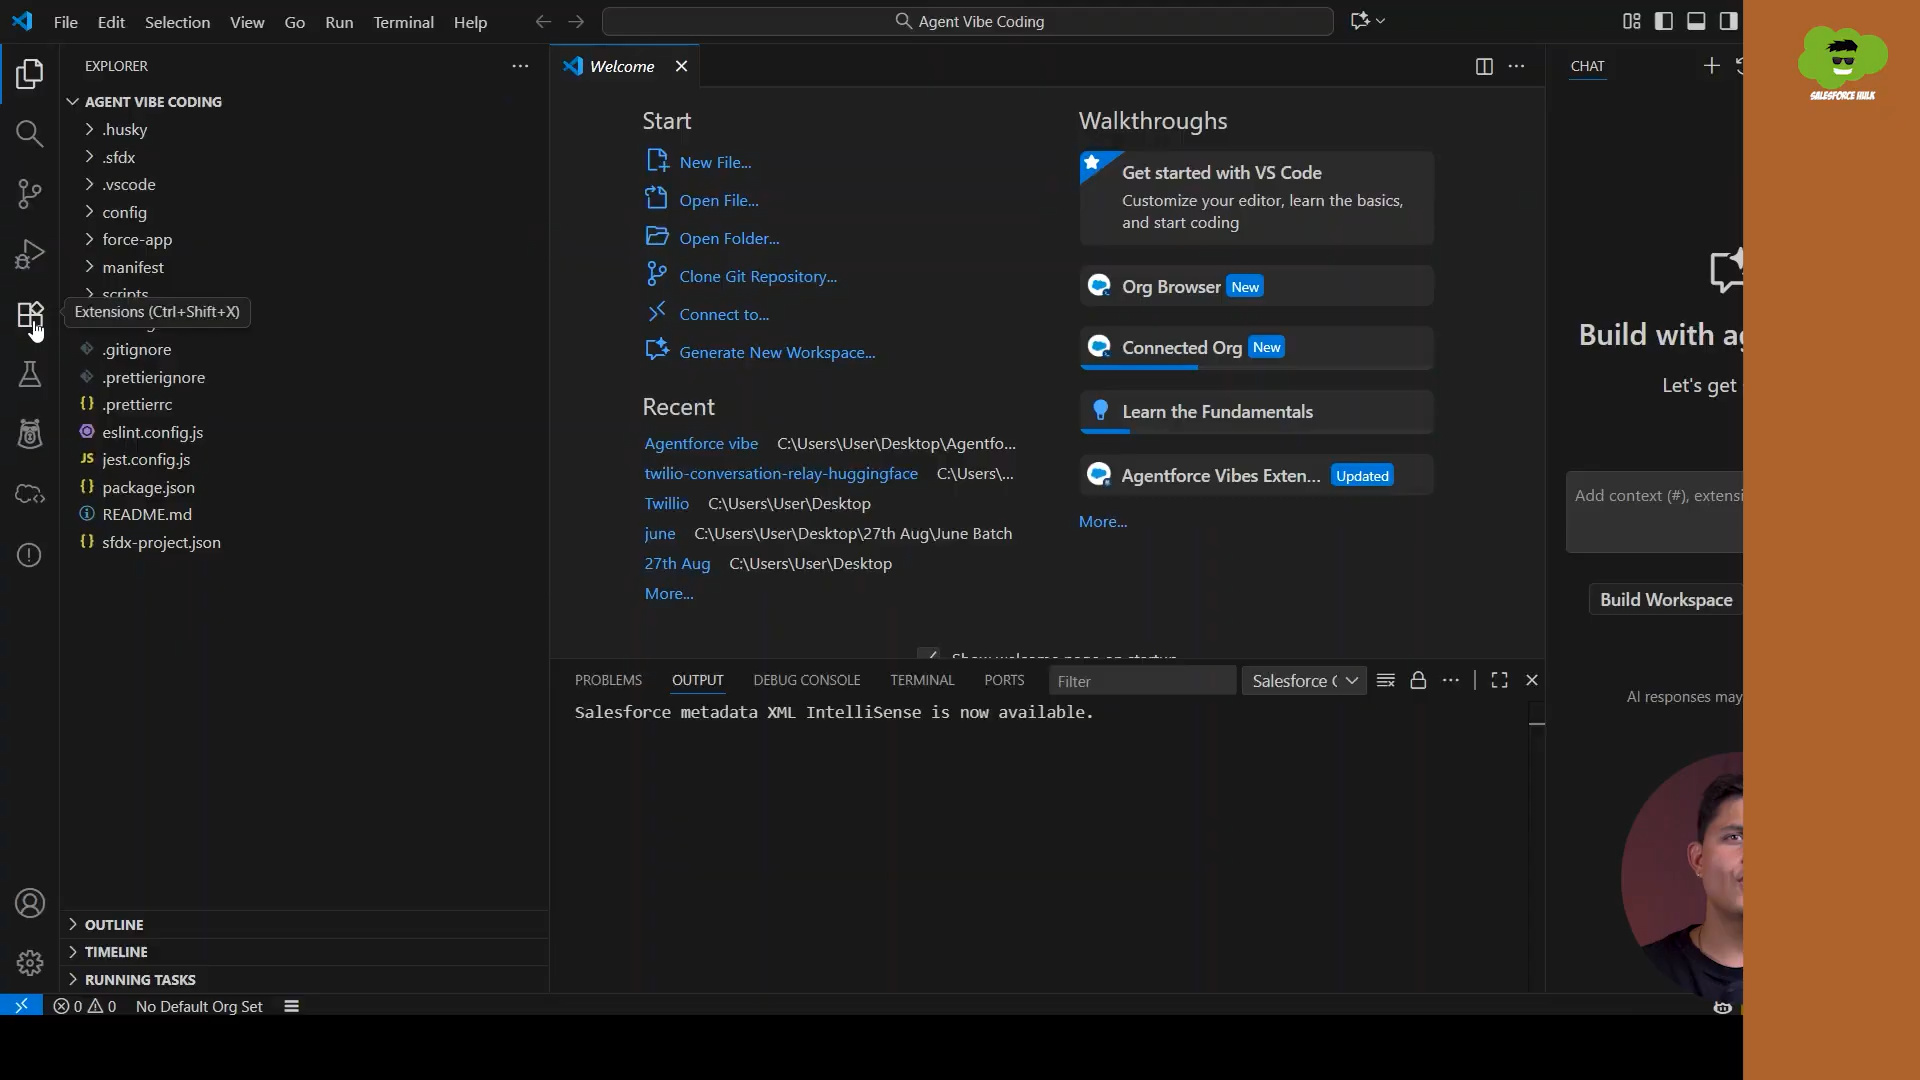 File Edit Selection View Go Run Terminal Help
Agent Vibe Coding
EXPLORER
AGENT VIBE CODING
.husky
.sfdx
.vscode
config
force-app
manifest
scripts
Extensions (Ctrl+Shift+X)
.gitignore
.prettierignore
.prettierrc
eslint.config.js
JS jest.config.js
package.json
README.md
sfdx-project.json
OUTLINE
TIMELINE
RUNNING TASKS
Welcome
Start
New File...
Open File...
Open Folder...
Clone Git Repository...
Connect to...
Generate New Workspace...
Recent
Agentforce vibe C:\Users\User\Desktop\Agentfo...
twilio-conversation-relay-huggingface C:\Users\...
Twillio C:\Users\User\Desktop
june C:\Users\User\Desktop\27th Aug\June Batch
27th Aug C:\Users\User\Desktop
More...
Walkthroughs
Get started with VS Code
Customize your editor, learn the basics,
and start coding
Org Browser New
Connected Org New
Learn the Fundamentals
Agentforce Vibes Exten... Updated
More...
Show welcome page on startup
PROBLEMS OUTPUT DEBUG CONSOLE TERMINAL PORTS Filter Salesforce
Salesforce metadata XML IntelliSense is now available.
CHAT
Build with
Let's get
Add context (#), extensi
Build Workspace
AI responses may
0 0 No Default Org Set
SALESFORCE HULK